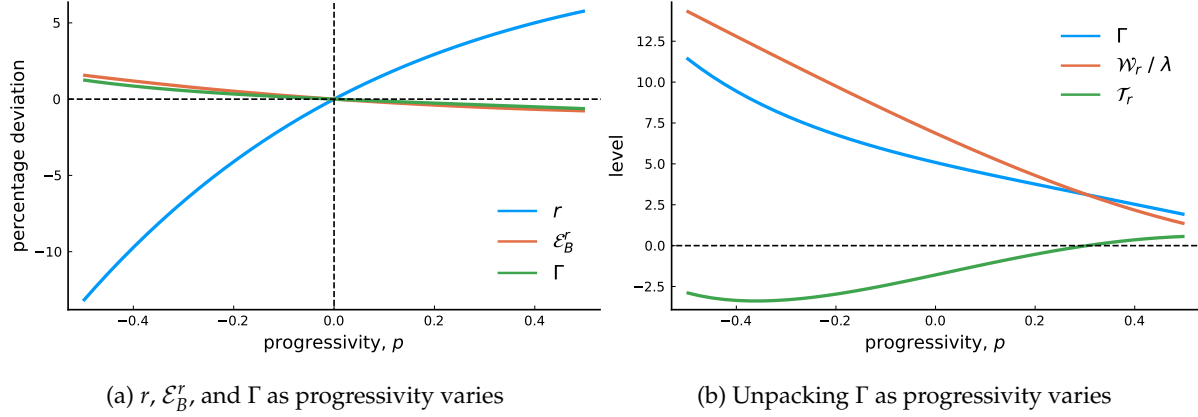 percentage deviation
5
0
−5
−10
−0.4
−0.2
0.0
0.2
0.4
progressivity, p
r
ℰ_B^r
Γ
level
12.5
10.0
7.5
5.0
2.5
0.0
−2.5
−0.4
−0.2
0.0
0.2
0.4
progressivity, p
Γ
𝒲_r / λ
𝒯_r
(a) r, ℰ_B^r, and Γ as progressivity varies
(b) Unpacking Γ as progressivity varies